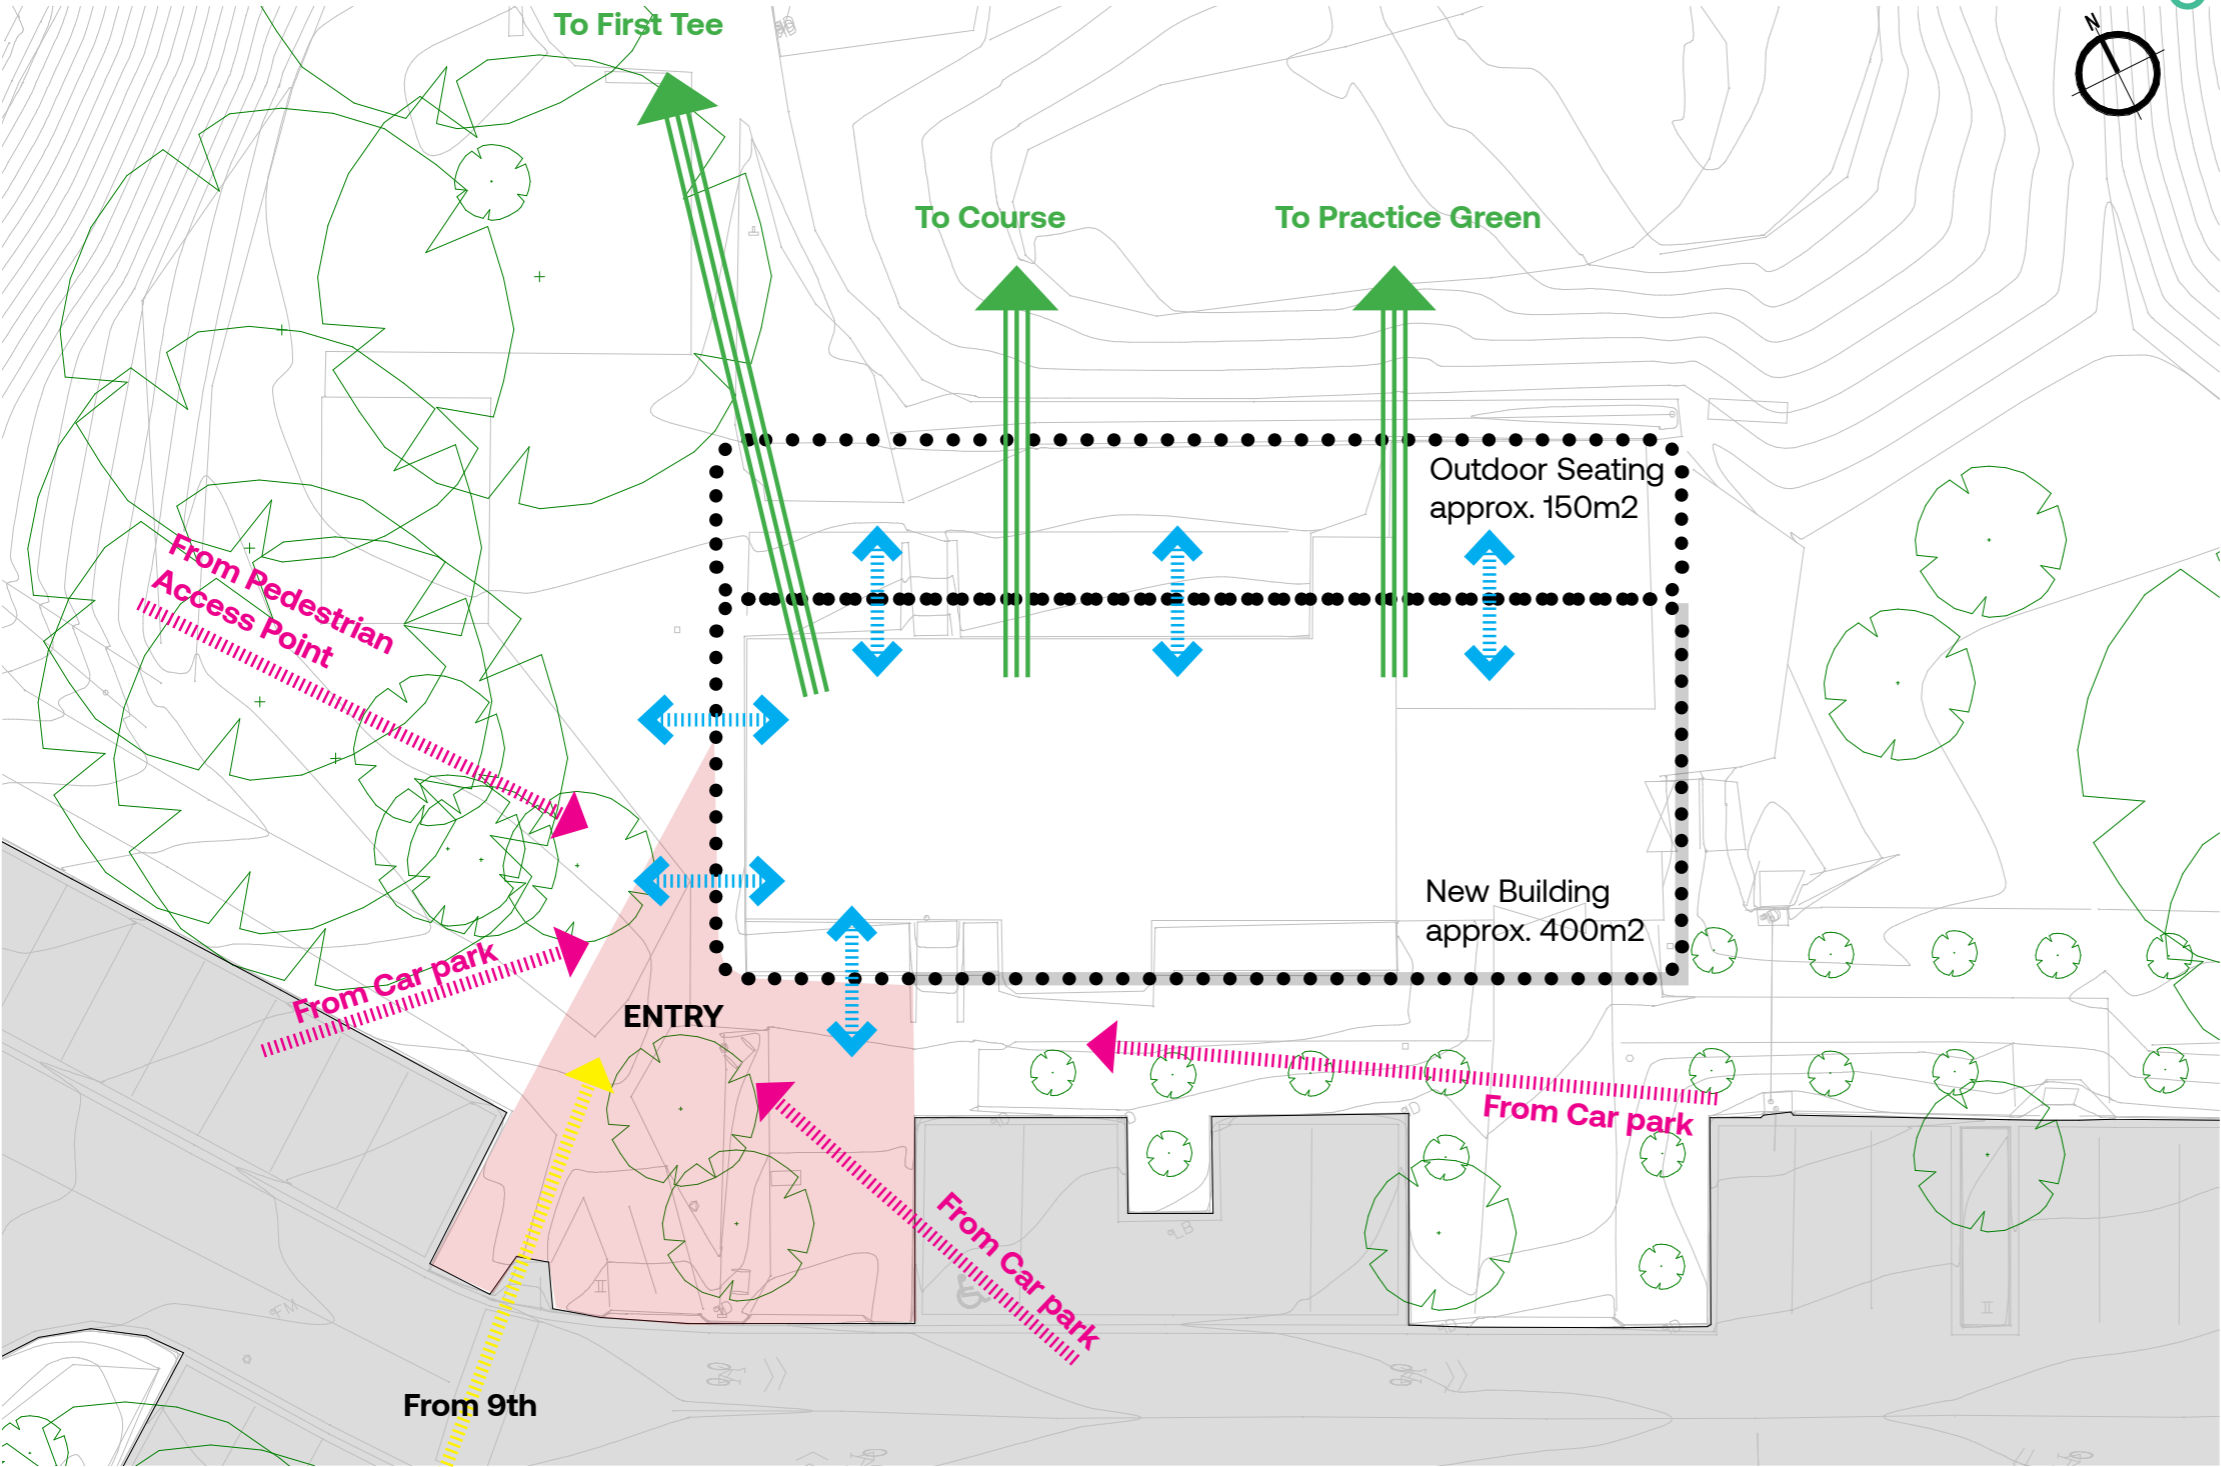 To First Tee
N
To Course
To Practice Green
Outdoor Seating
approx. 150m2
From Pedestrian
Access Point
New Building
approx. 400m2
From Car park
ENTRY
From Car park
From Car park
From 9th